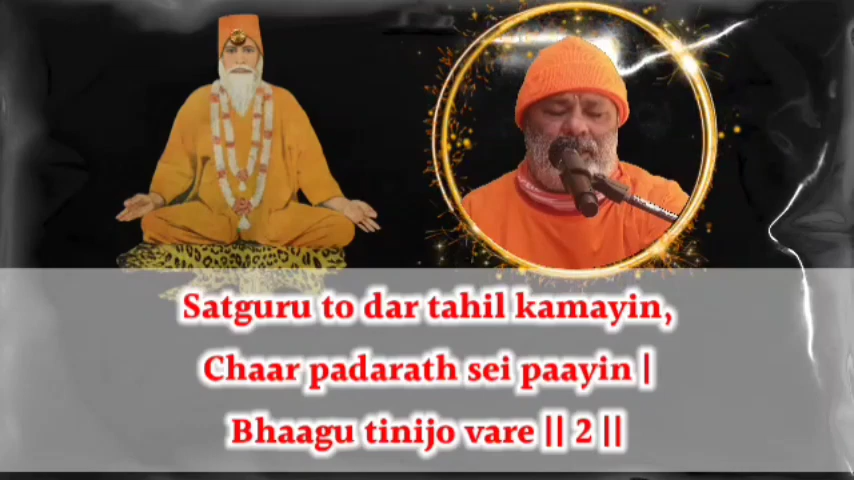 Satguru to dar tahil kamayin,
Chaar padarath sei paayin |
Bhaagu tinijo vare || 2 ||